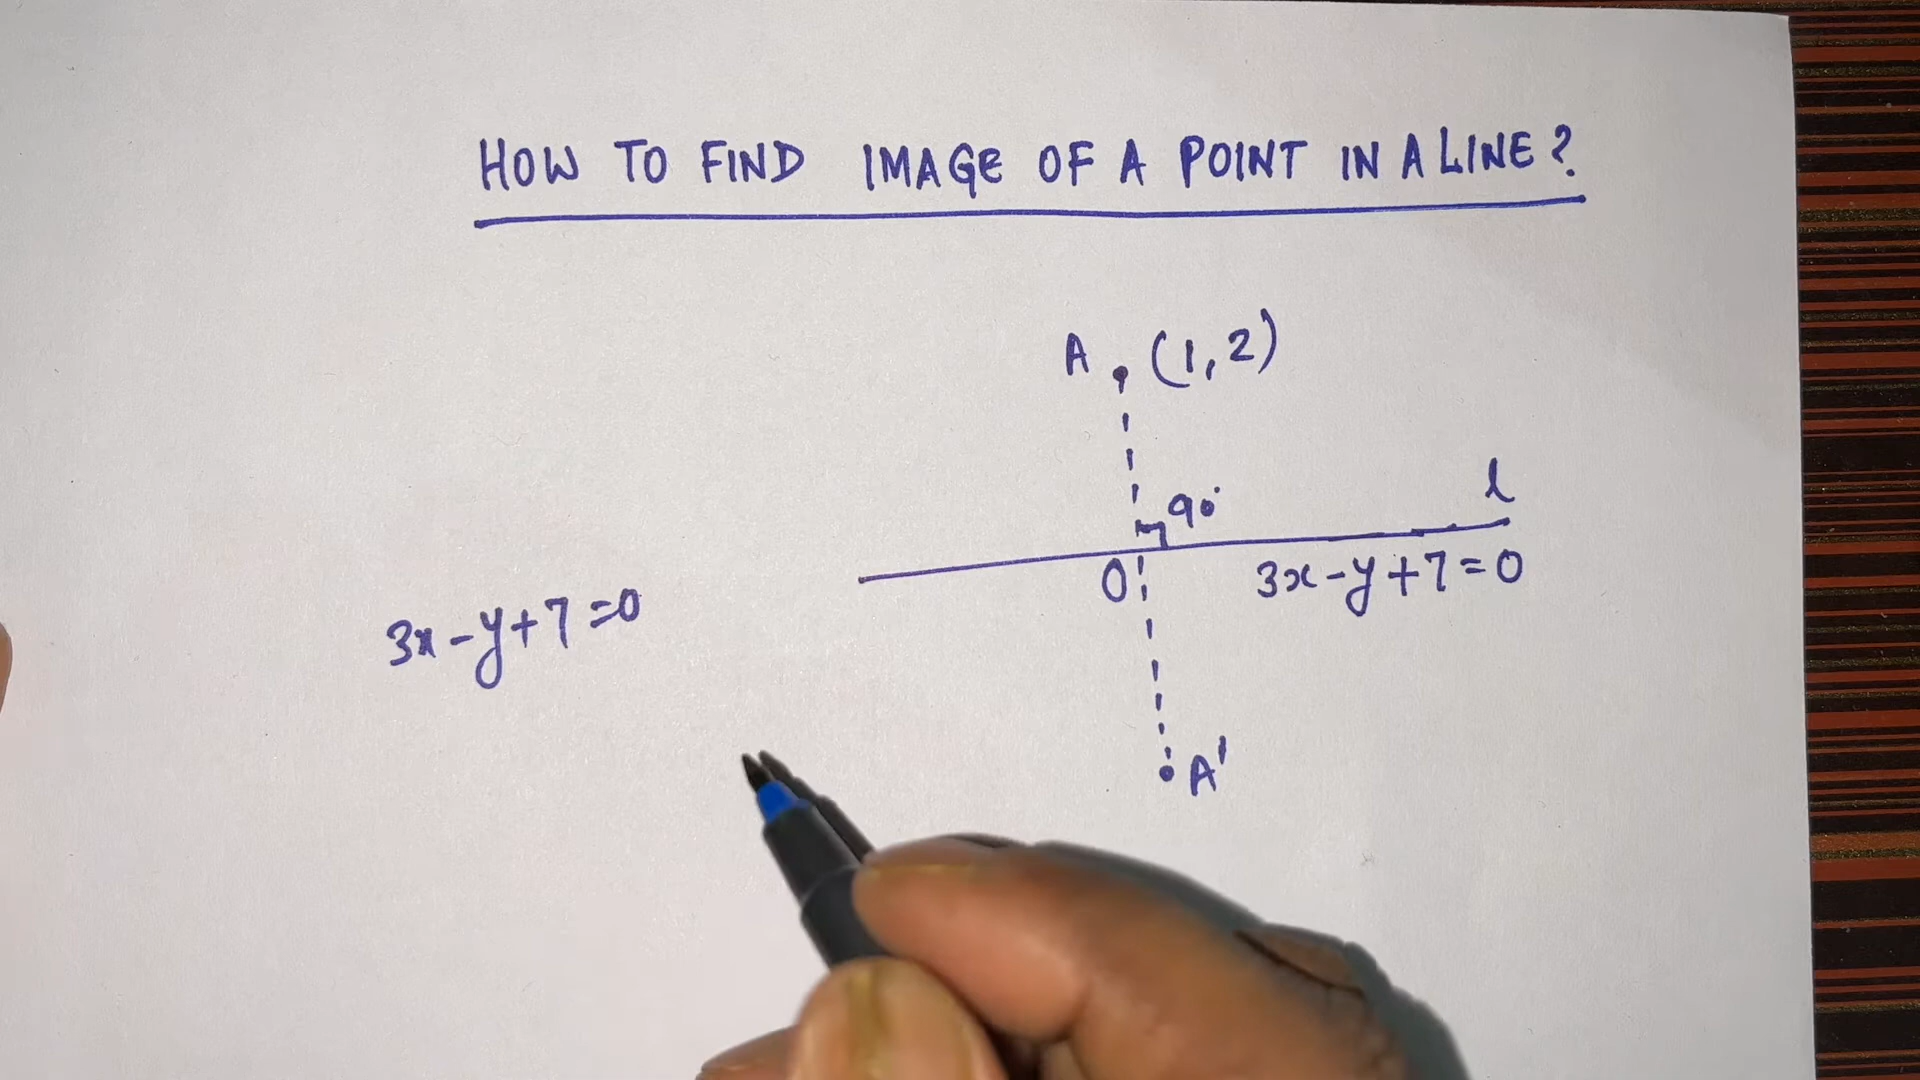 HOW TO FIND IMAGE OF A POINT IN A LINE?
A (1,2)
90°
l
O
3x-y+7=0
3x-y+7=0
A'